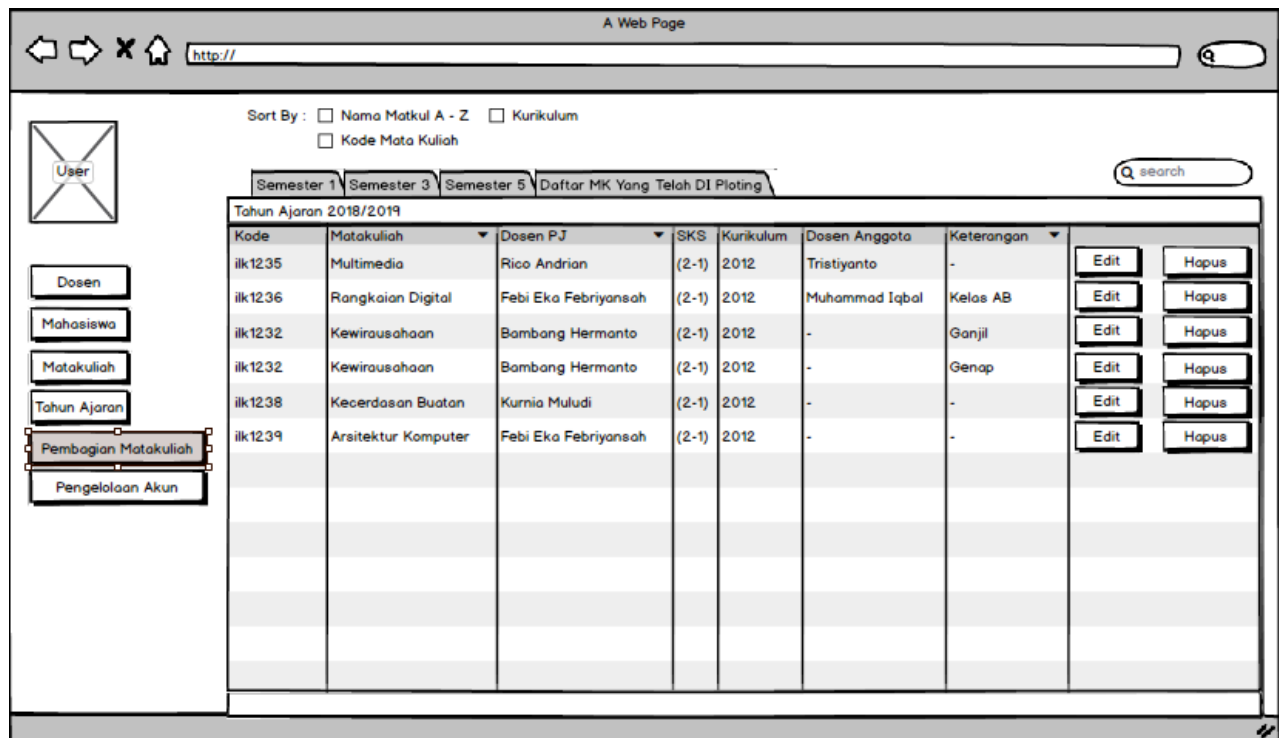 A Web Page
http://
Sort By : Nama Matkul A - Z Kurikulum
Kode Mata Kuliah
User
search
Semester 1 Semester 3 Semester 5 Daftar MK Yang Telah DI Ploting
Tahun Ajaran 2018/2019
Kode Matakuliah Dosen PJ SKS Kurikulum Dosen Anggota Keterangan
ilk1235 Multimedia Rico Andrian (2-1) 2012 Tristiyanto - Edit Hapus
ilk1236 Rangkaian Digital Febi Eka Febriyansah (2-1) 2012 Muhammad Iqbal Kelas AB Edit Hapus
ilk1232 Kewirausahaan Bambang Hermanto (2-1) 2012 - Ganjil Edit Hapus
ilk1232 Kewirausahaan Bambang Hermanto (2-1) 2012 - Genap Edit Hapus
ilk1238 Kecerdasan Buatan Kurnia Muludi (2-1) 2012 - - Edit Hapus
ilk1239 Arsitektur Komputer Febi Eka Febriyansah (2-1) 2012 - - Edit Hapus
Dosen
Mahasiswa
Matakuliah
Tahun Ajaran
Pembagian Matakuliah
Pengelolaan Akun